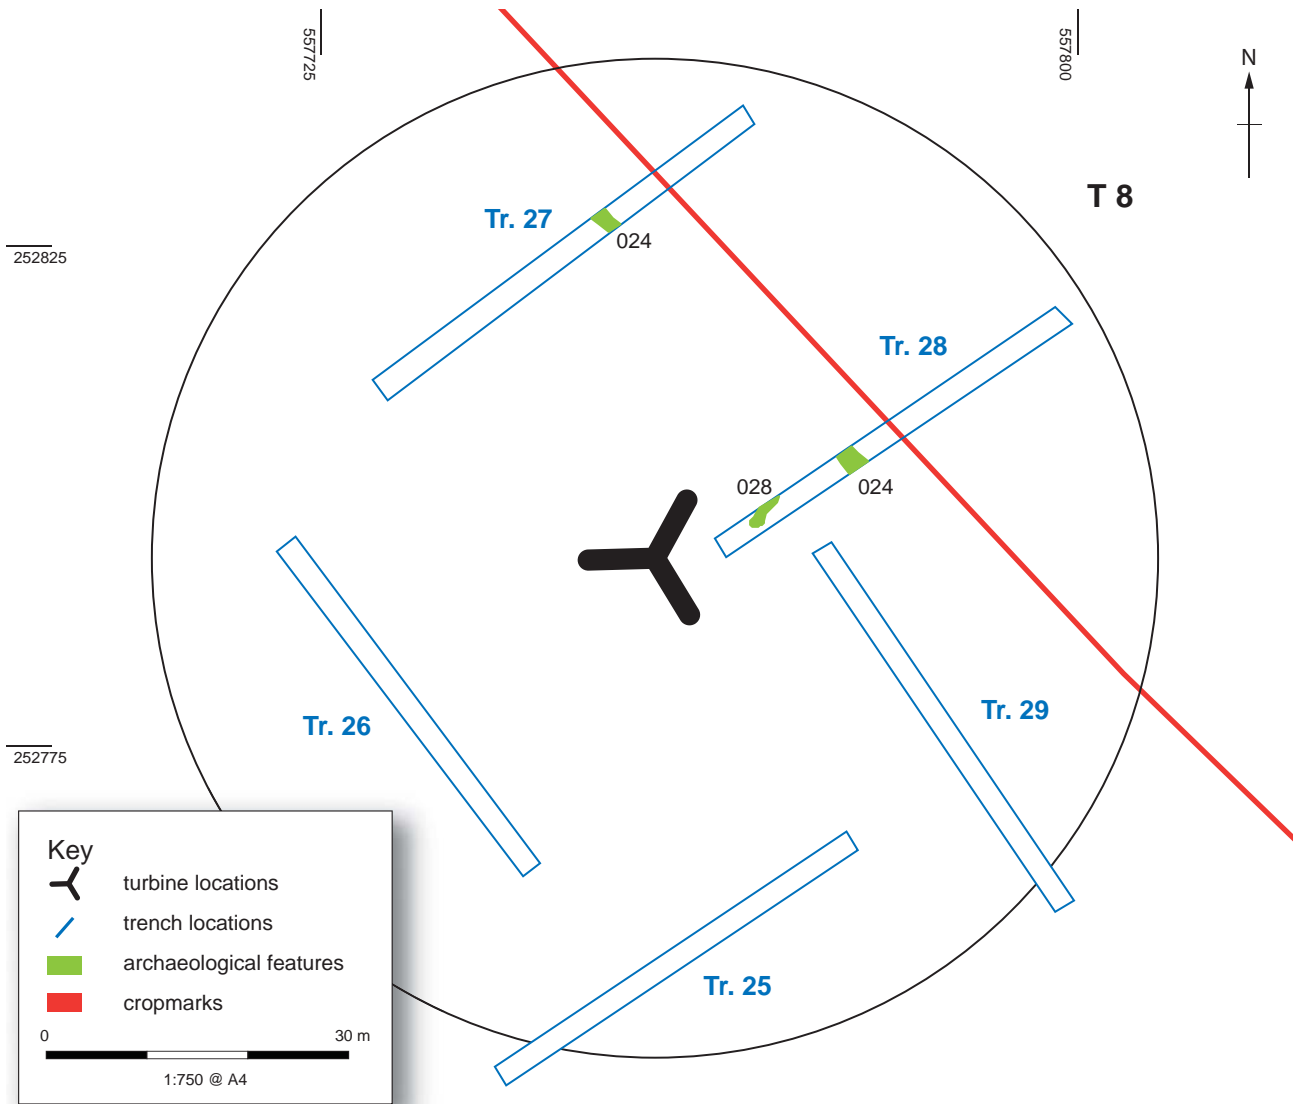 557725
557800
N
T 8
Tr. 27
024
252825
Tr. 28
028
024
Tr. 26
Tr. 29
252775
Tr. 25
Key
turbine locations
trench locations
archaeological features
cropmarks
0 30 m
1:750 @ A4